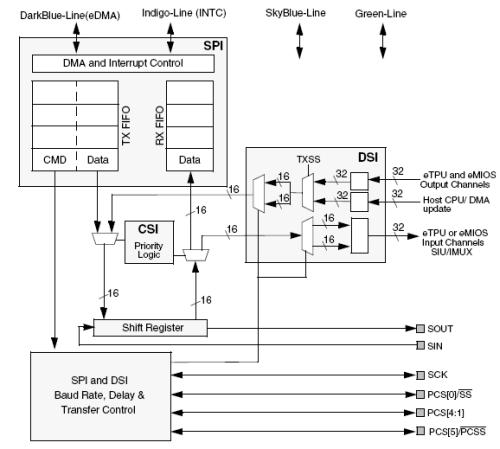 DarkBlue-Line(eDMA) Indigo-Line (INTC) SkyBlue-Line Green-Line
SPI
DMA and Interrupt Control
TX FIFO
RX FIFO
CMD Data Data
TXSS DSI
16 16 32 32 eTPU and eMIOS
Output Channels
16 16 32 32 Host CPU/ DMA
update
16
CSI
Priority
Logic
16 16 16 32 eTPU or eMIOS
Input Channels
SIU/IMUX
16 16
Shift Register
SOUT
SIN
SPI and DSI
Baud Rate, Delay &
Transfer Control
SCK
PCS[0]/SS
PCS[4:1]
PCS[5]/PCSS